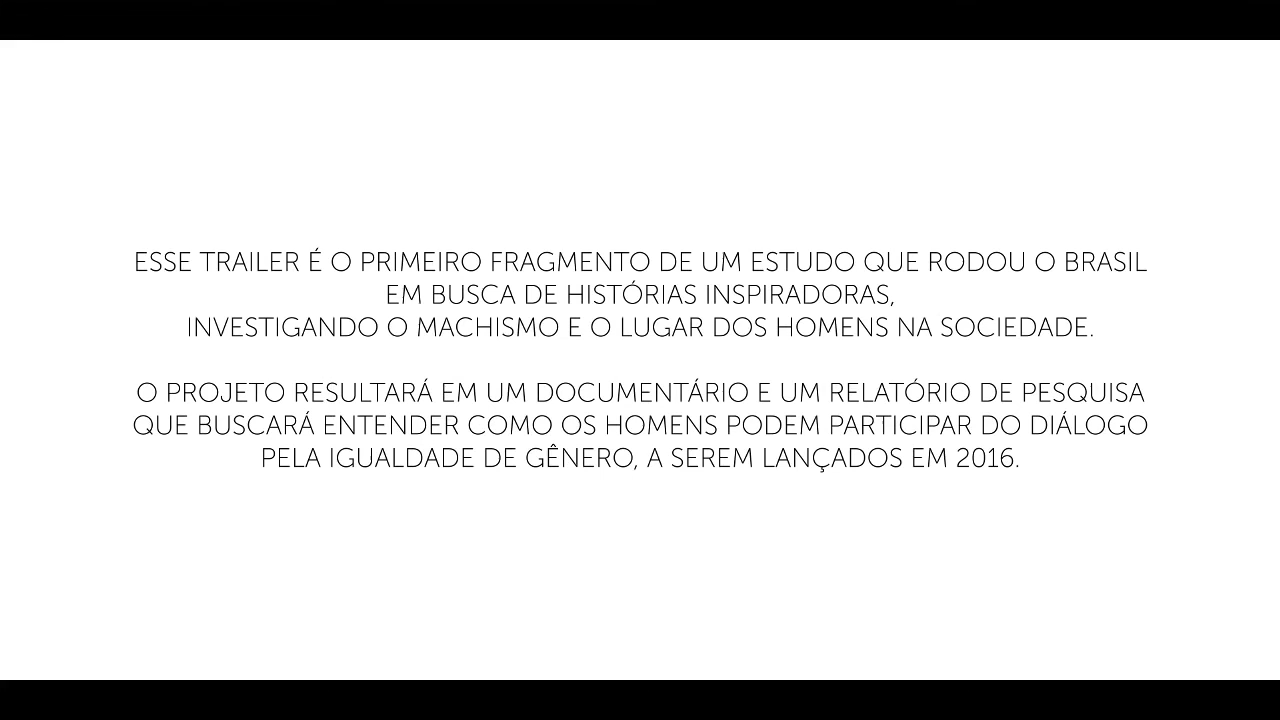 ESSE TRAILER É O PRIMEIRO FRAGMENTO DE UM ESTUDO QUE RODOU O BRASIL
EM BUSCA DE HISTÓRIAS INSPIRADORAS,
INVESTIGANDO O MACHISMO E O LUGAR DOS HOMENS NA SOCIEDADE.
O PROJETO RESULTARÁ EM UM DOCUMENTÁRIO E UM RELATÓRIO DE PESQUISA
QUE BUSCARÁ ENTENDER COMO OS HOMENS PODEM PARTICIPAR DO DIÁLOGO
PELA IGUALDADE DE GÊNERO, A SEREM LANÇADOS EM 2016.